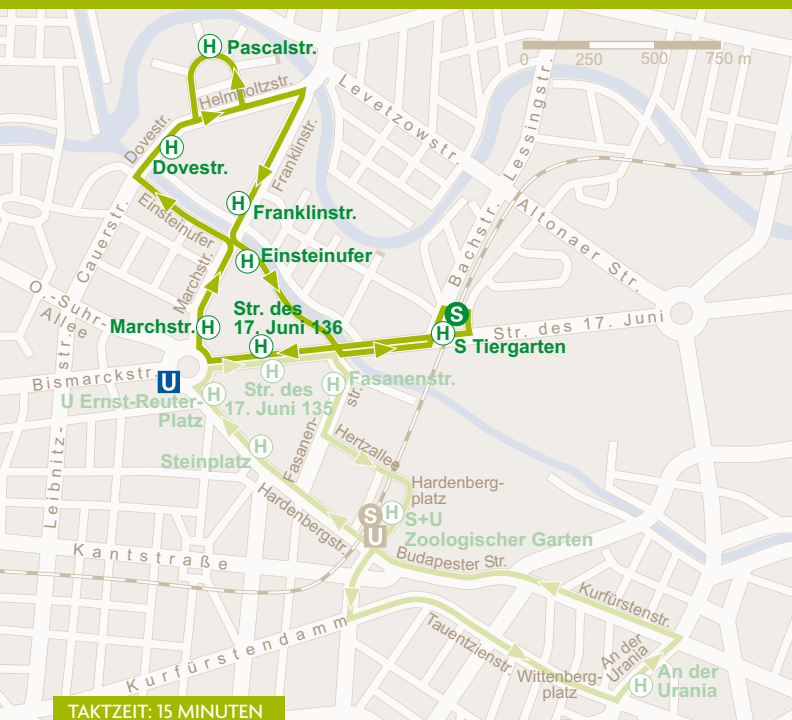 H Pascalstr.
0 250 500 750 m
Helmholtzstr.
Levetzowstr.
Lessingstr.
Dovestr.
H
Dovestr.
Franklinstr.
Altonaer Str.
H
Franklinstr.
Einsteinufer
Bachstr.
Cauerstr.
H
Einsteinufer
Marchstr.
O.-Suhr-
Allee
Str. des
17. Juni 136
H
Marchstr.
H
S
H
S Tiergarten
Str. des 17. Juni
Bismarckstr.
U
H
Str. des
17. Juni 135
H
Fasanenstr.
U Ernst-Reuter-
Platz
H
Fasanen-
str.
Leibnitz-
str.
Steinplatz
H
Hertzallee
Hardenberg-
platz
Hardenbergstr.
S
U
H
S+U
Zoologischer Garten
Kantstraße
Budapester Str.
Kurfürstenstr.
Kurfürstendamm
Tauentzienstr.
Wittenberg-
platz
An der
Urania
H
An der
Urania
TAKTZEIT: 15 MINUTEN